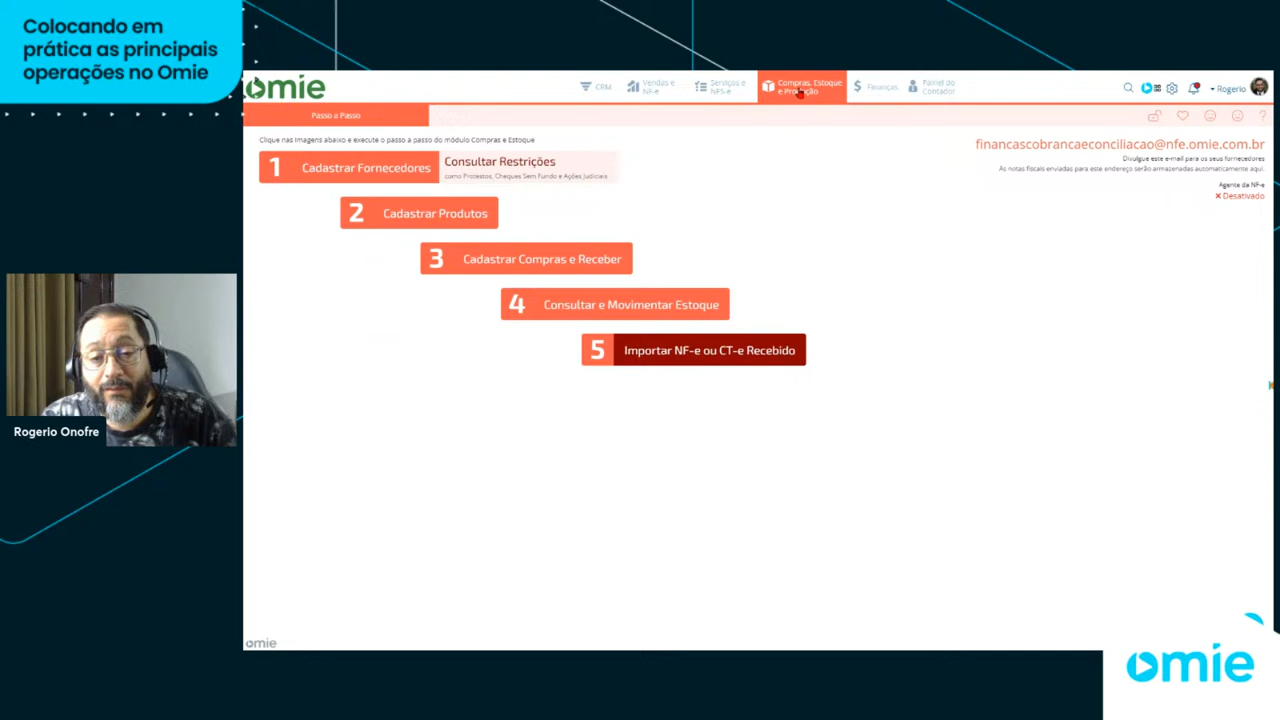 Colocando em
prática as principais
operações no Omie
omie
CRM
Vendas e
NF-e
Serviços e
NFS-e
Compras, Estoque
e Produção
Finanças
Painel do
Contador
Rogerio
Passo a Passo
Clique nas Imagens abaixo e execute o passo a passo do módulo Compras e Estoque
1 Cadastrar Fornecedores
Consultar Restrições
como Protestos, Cheques Sem Fundo e Ações Judiciais
2 Cadastrar Produtos
3 Cadastrar Compras e Receber
4 Consultar e Movimentar Estoque
5 Importar NF-e ou CT-e Recebido
financascobrancaeconciliacao@nfe.omie.com.br
Divulgue este e-mail para os seus fornecedores
As notas fiscais enviadas para este endereço serão armazenadas automaticamente aqui.
Agente da NF-e
Desativado
Rogerio Onofre
omie
omie